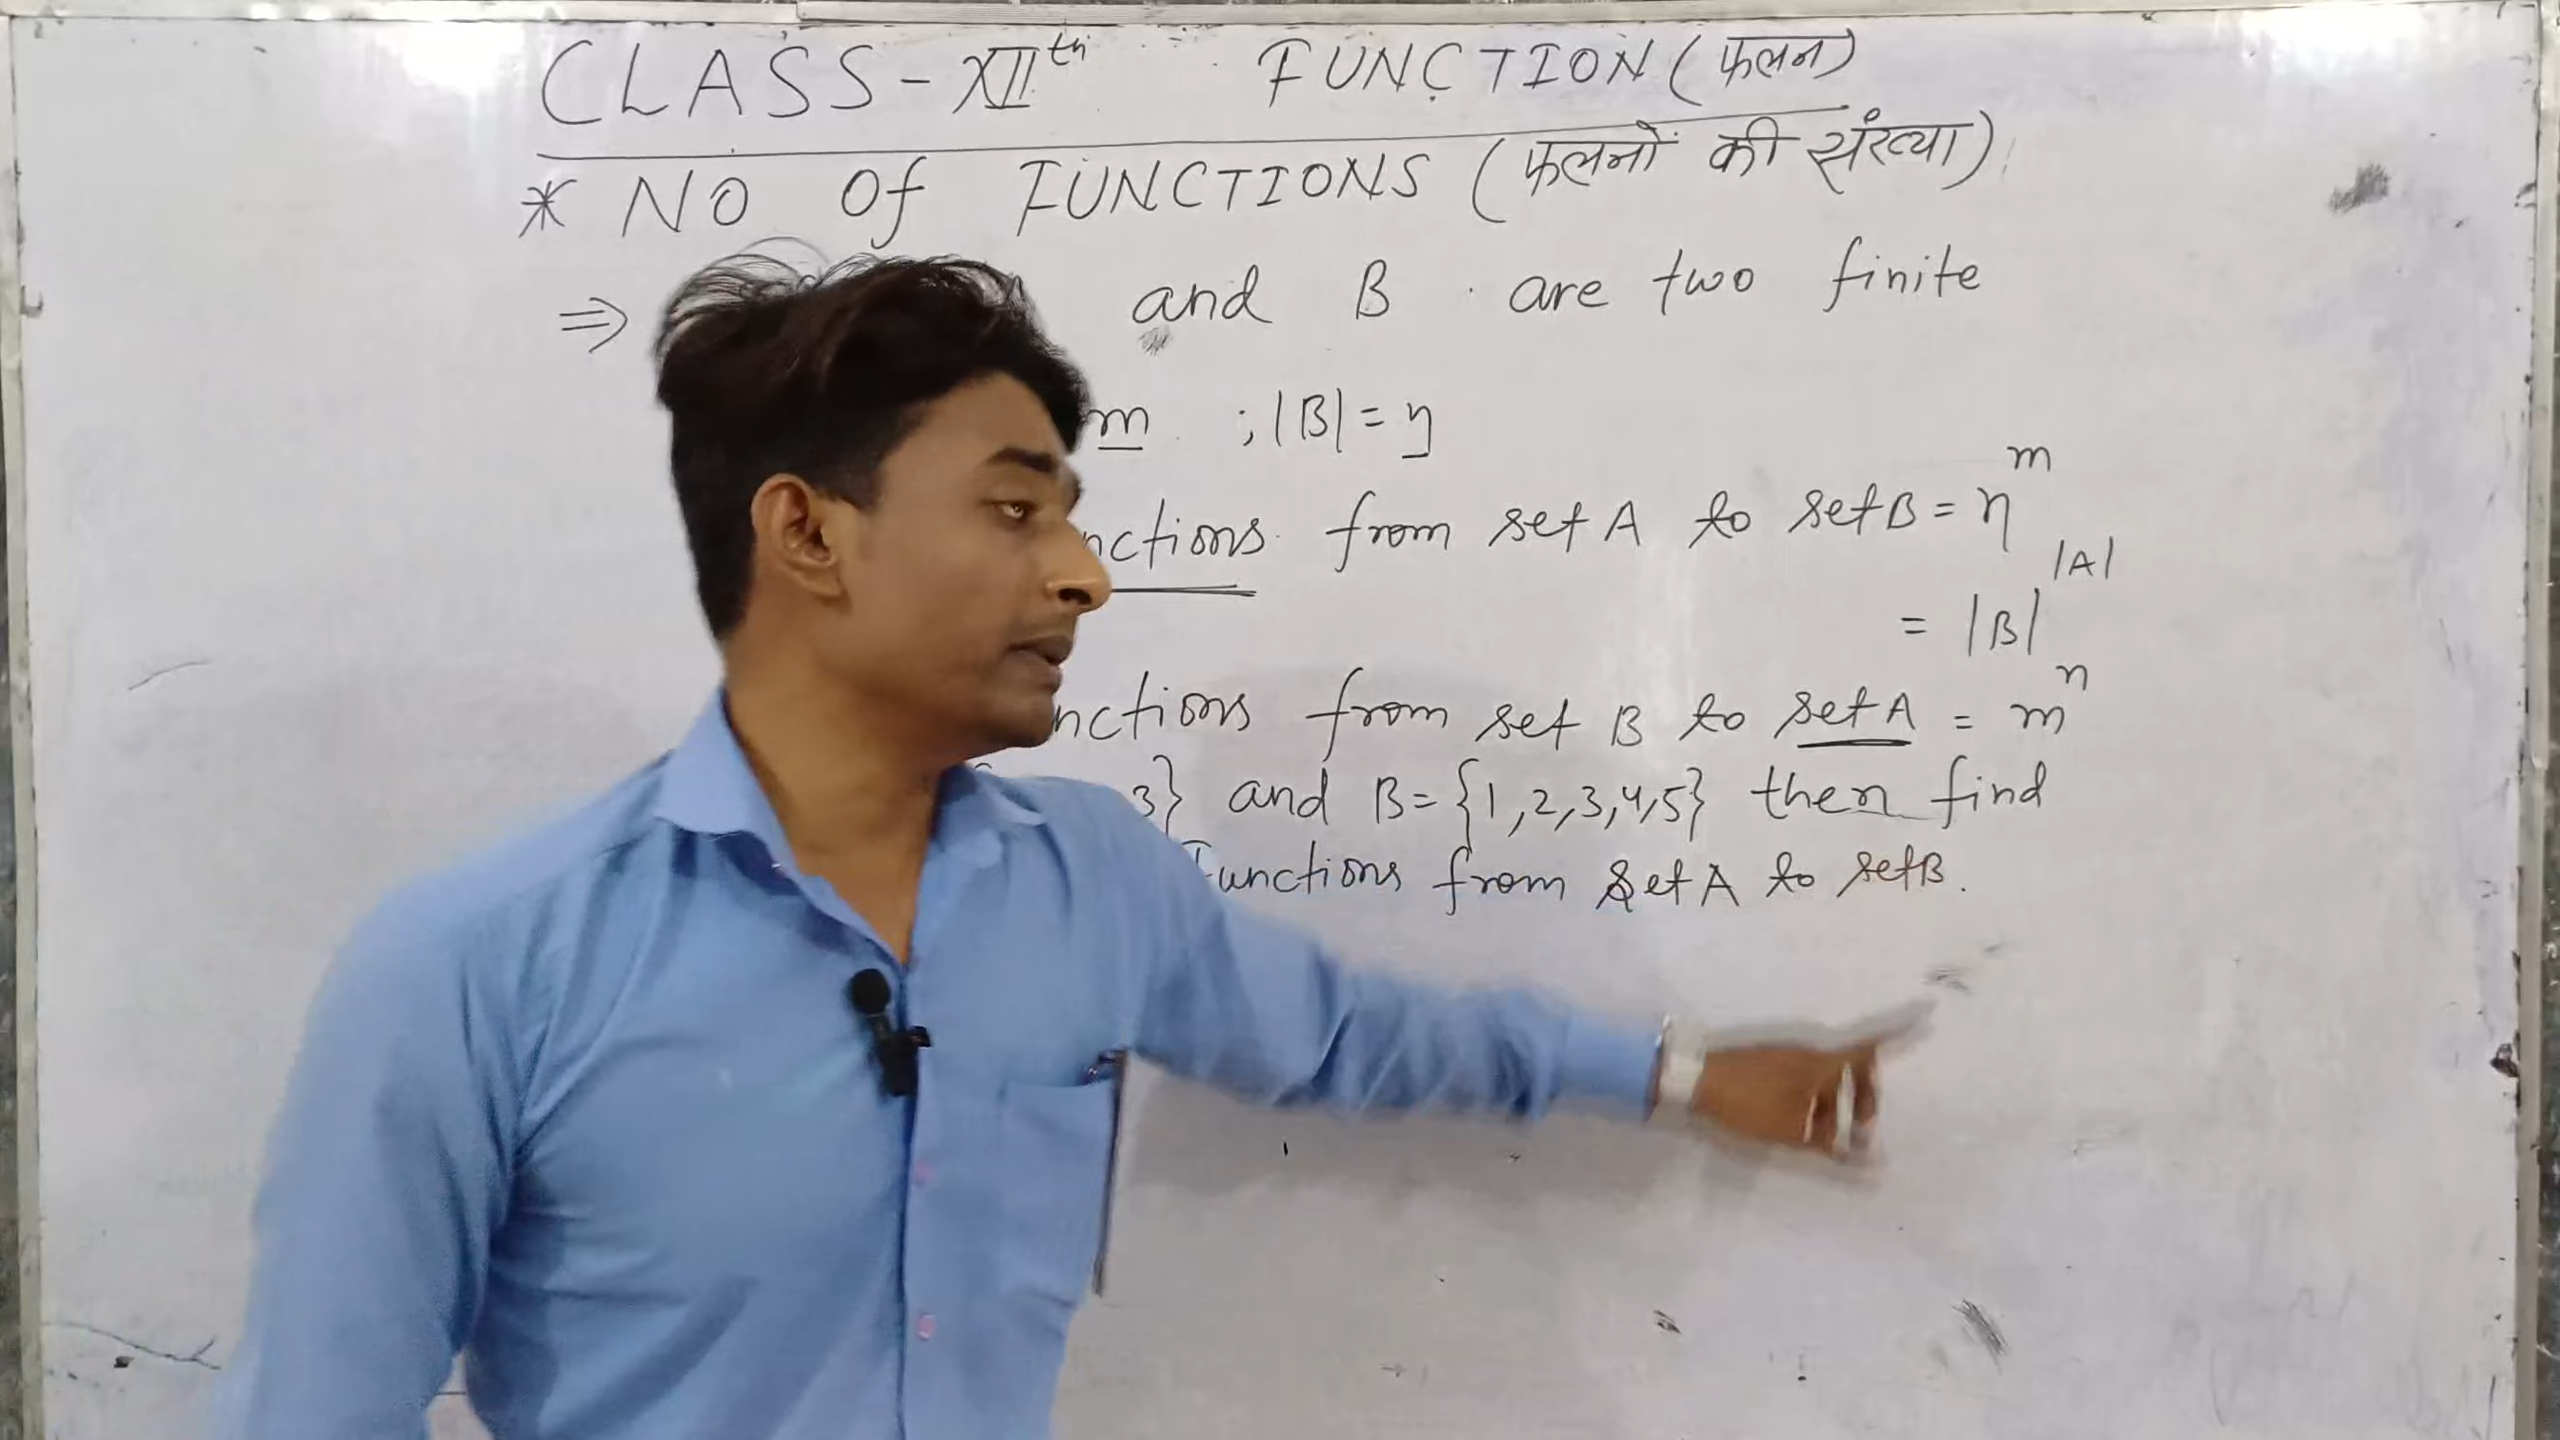 CLASS-XIIth FUNCTION (फलन)
* NO Of FUNCTIONS (फलनों की संख्या)
⇒ and B are two finite
m ; |B| = n
nctions from set A to set B = n^m
= |B|^|A|
nctions from set B to set A = m^n
3} and B = {1,2,3,4,5} then find
Functions from set A to set B.